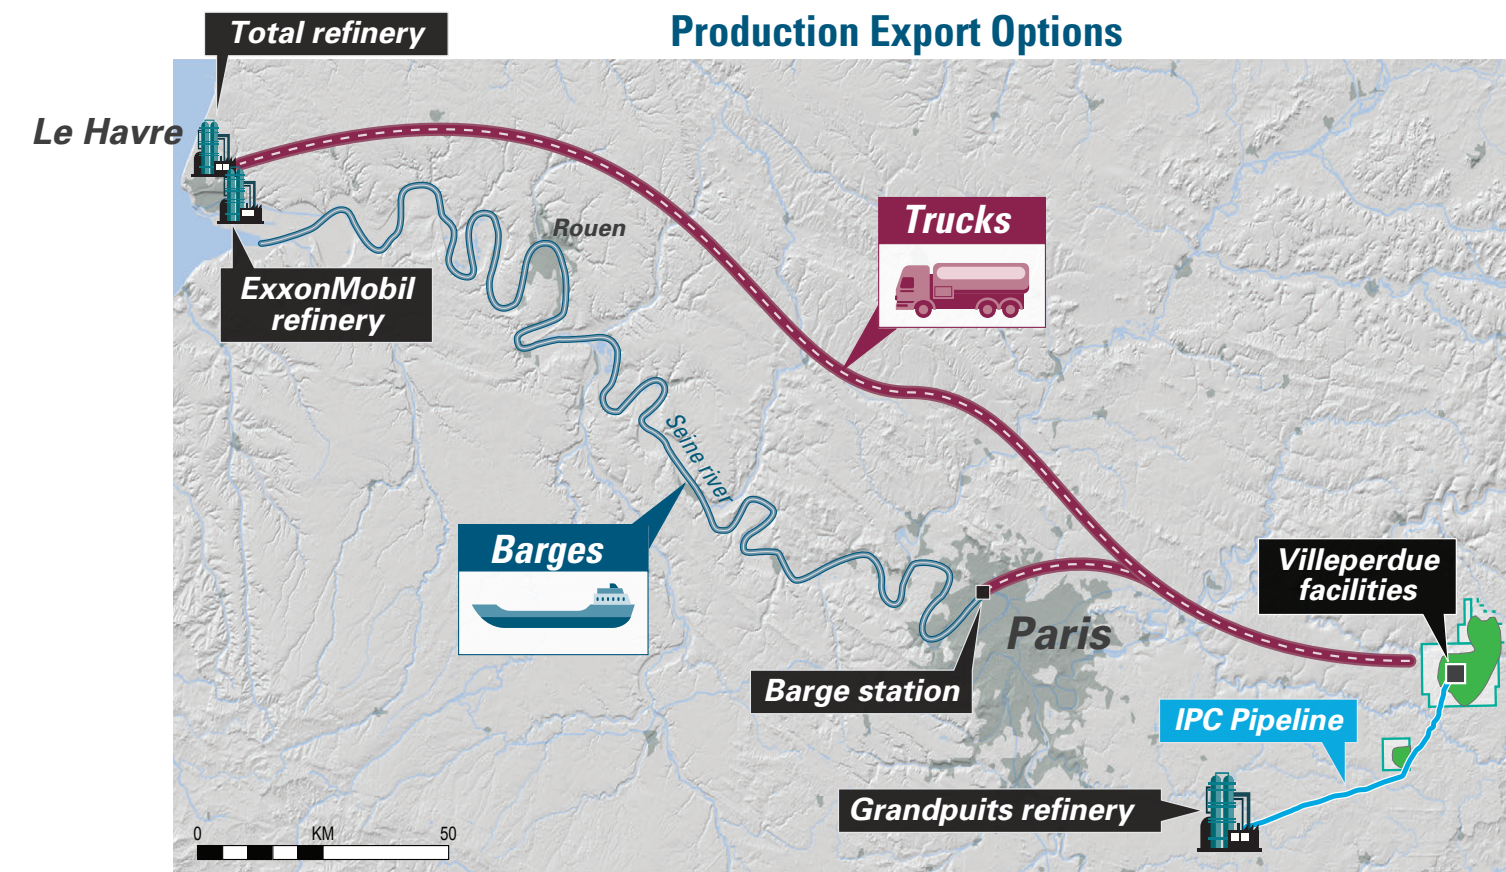 Production Export Options
Total refinery
Le Havre
Rouen
Trucks
ExxonMobil
refinery
Seine river
Barges
Villeperdue
facilities
Paris
Barge station
IPC Pipeline
Grandpuits refinery
0 KM 50